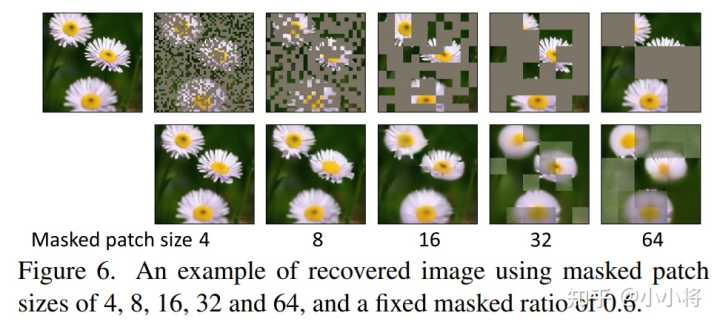 Masked patch size 4 8 16 32 64
Figure 6. An example of recovered image using masked patch
sizes of 4, 8, 16, 32 and 64, and a fixed masked ratio of 0.6.
知乎 @小小将